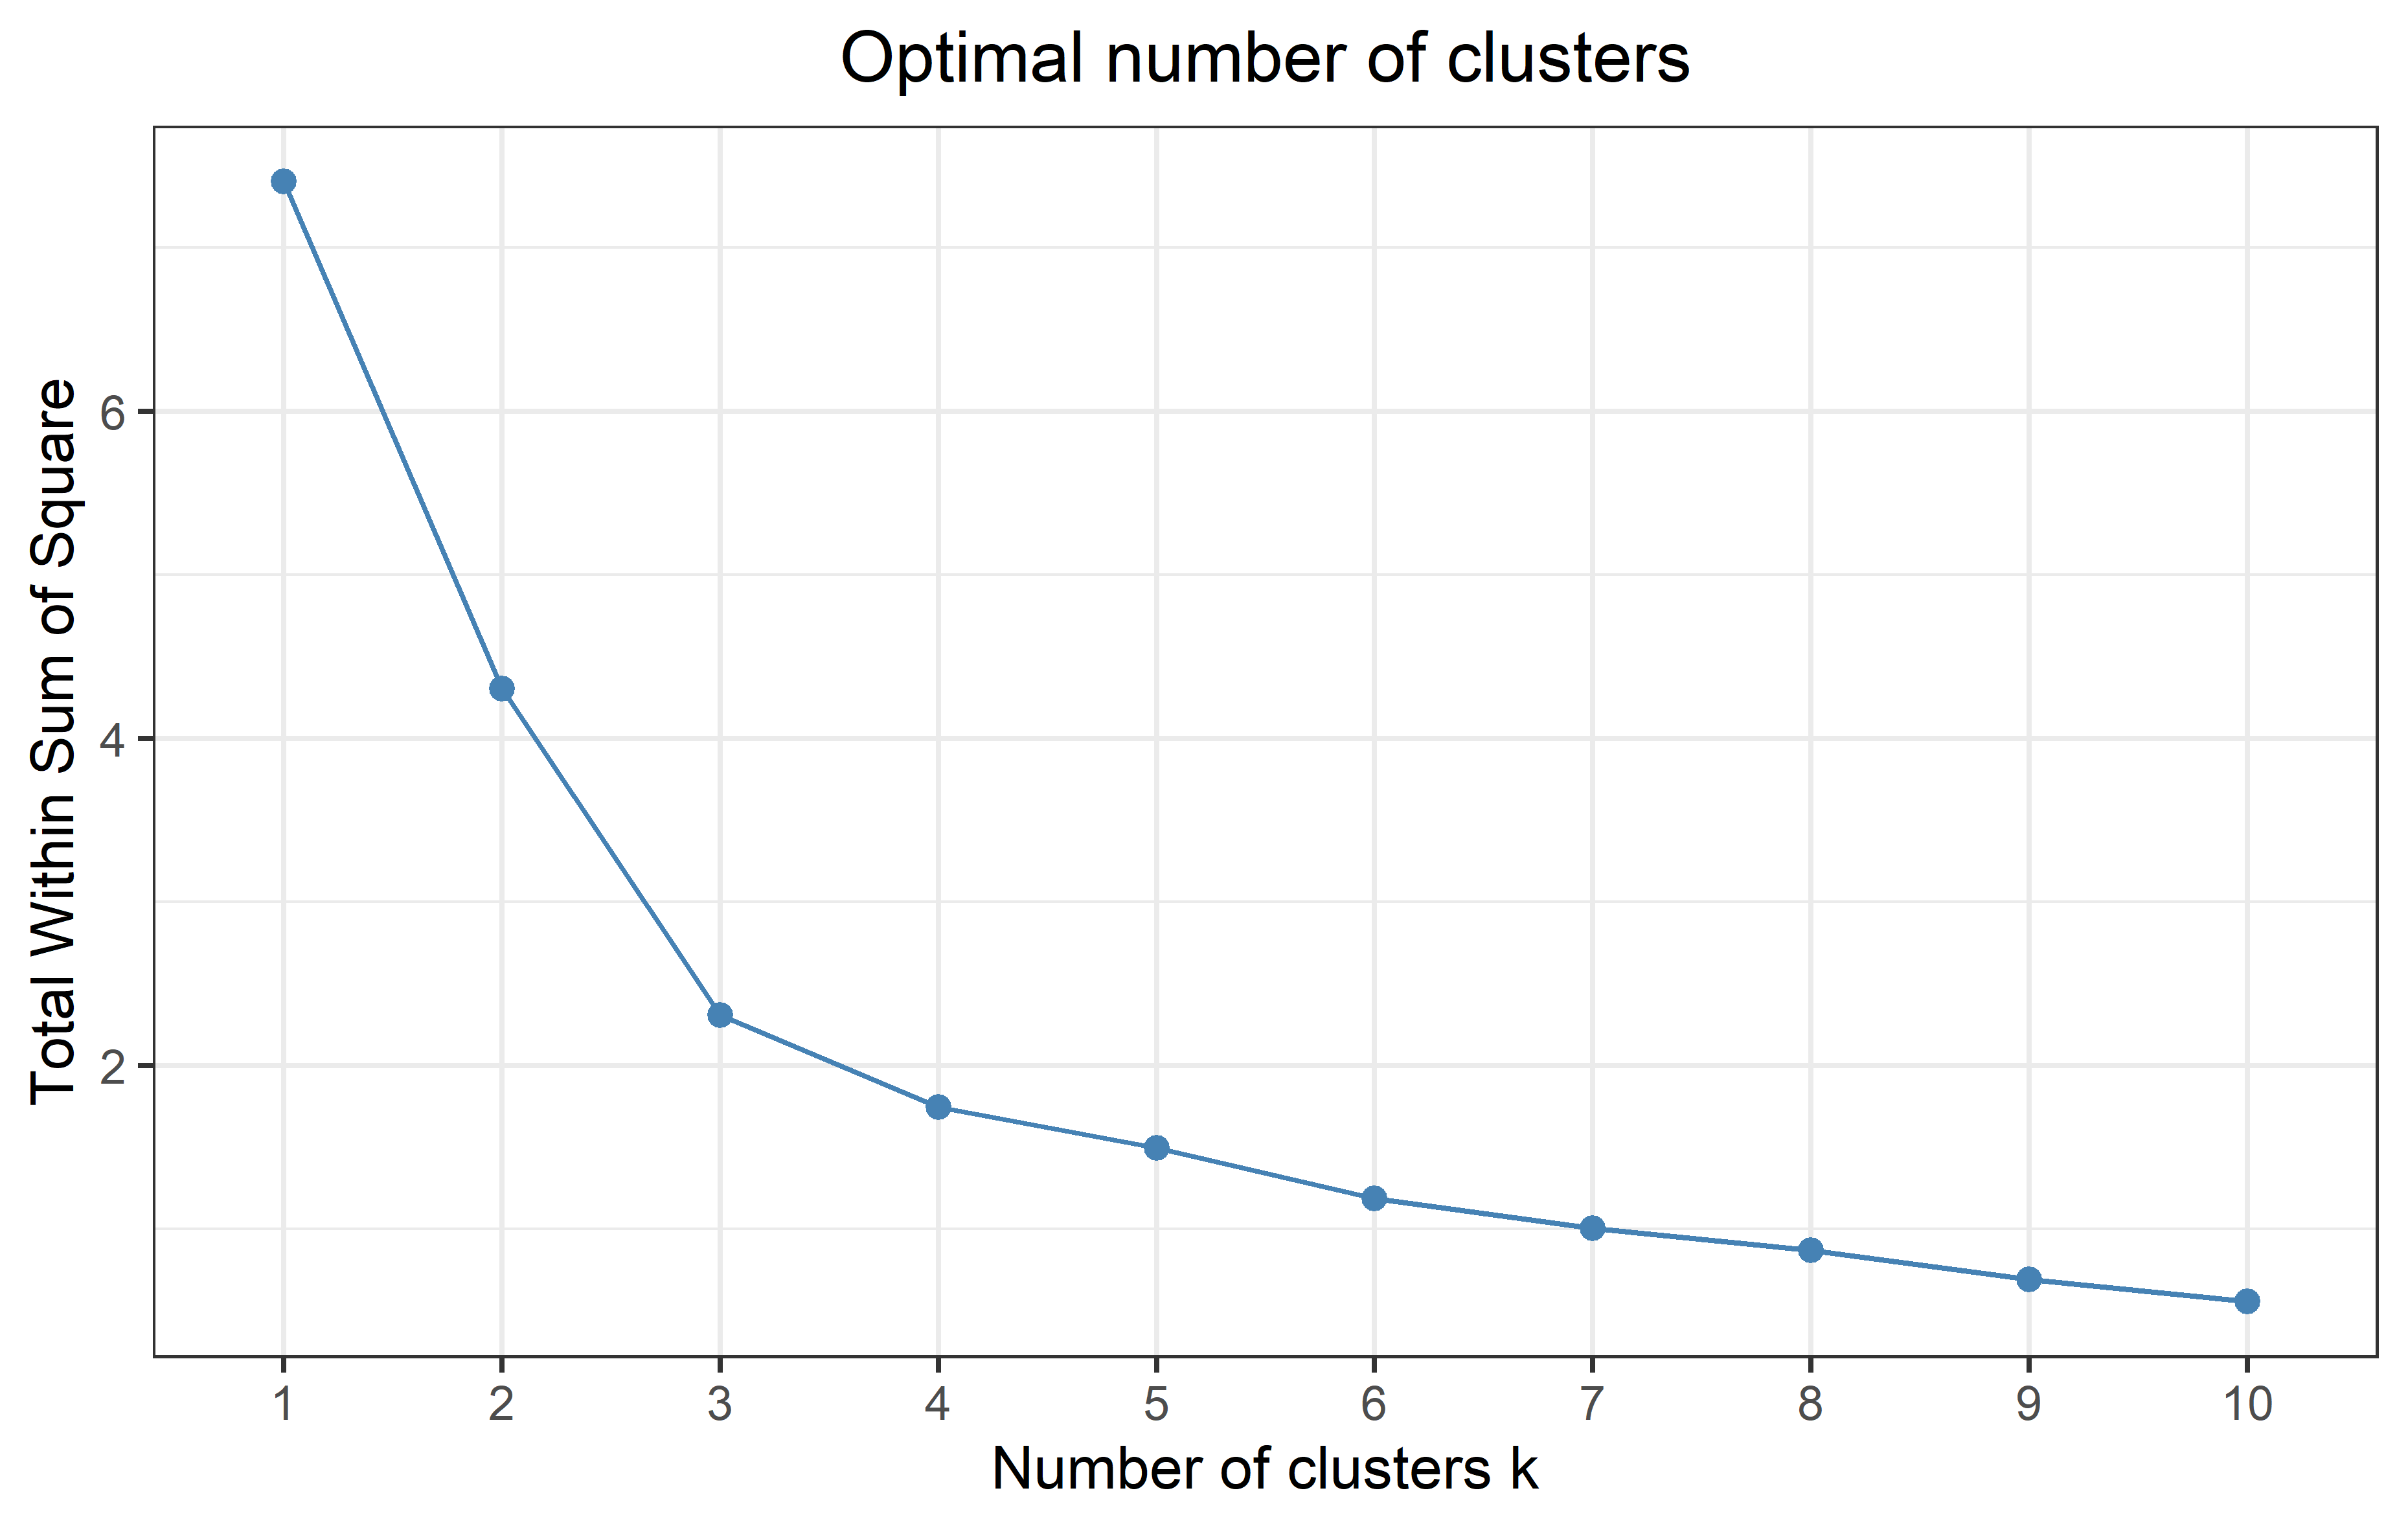 Optimal number of clusters
Total Within Sum of Square
6
4
2
1 2 3 4 5 6 7 8 9 10
Number of clusters k